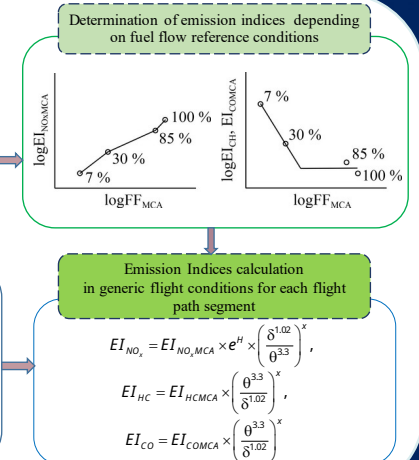 Determination of emission indices depending
on fuel flow reference conditions
logEI_NOxMCA
100 %
85 %
30 %
7 %
logFF_MCA
logEI_CH, EI_COMCA
7 %
30 %
85 %
100 %
logFF_MCA
Emission Indices calculation
in generic flight conditions for each flight
path segment
EI_NOₓ = EI_NOₓMCA × e^H × (δ^1.02 / θ^3.3)^x ,
EI_HC = EI_HCMCA × (θ^3.3 / δ^1.02)^x ,
EI_CO = EI_COMCA × (θ^3.3 / δ^1.02)^x